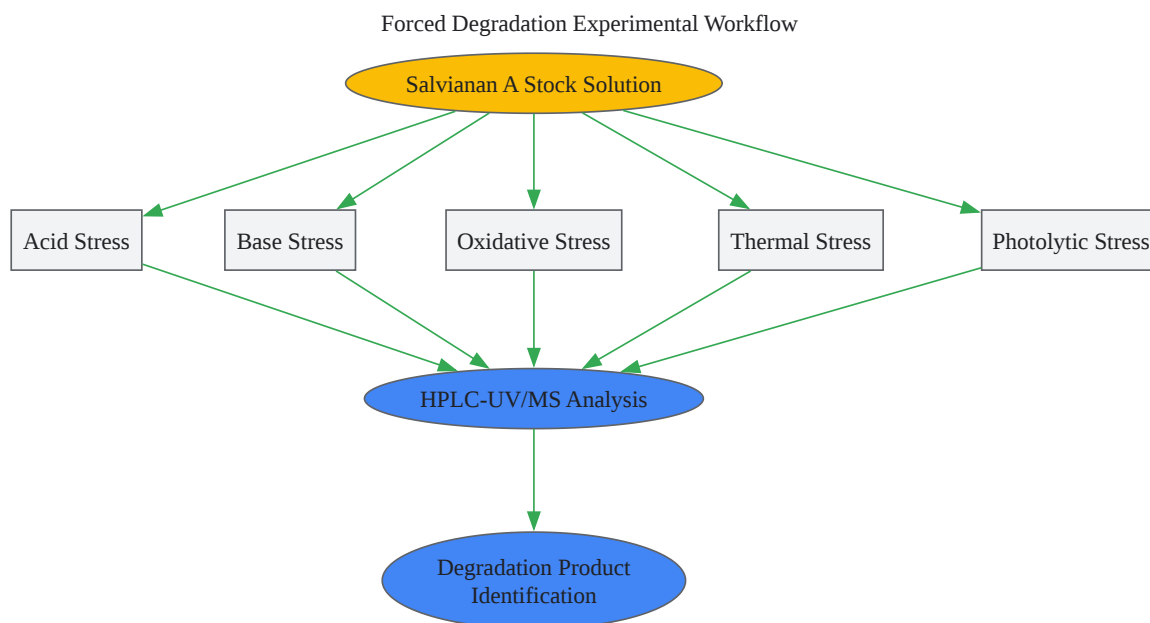 Forced Degradation Experimental Workflow
Salvianan A Stock Solution
Acid Stress
Base Stress
Oxidative Stress
Thermal Stress
Photolytic Stress
HPLC-UV/MS Analysis
Degradation Product
Identification